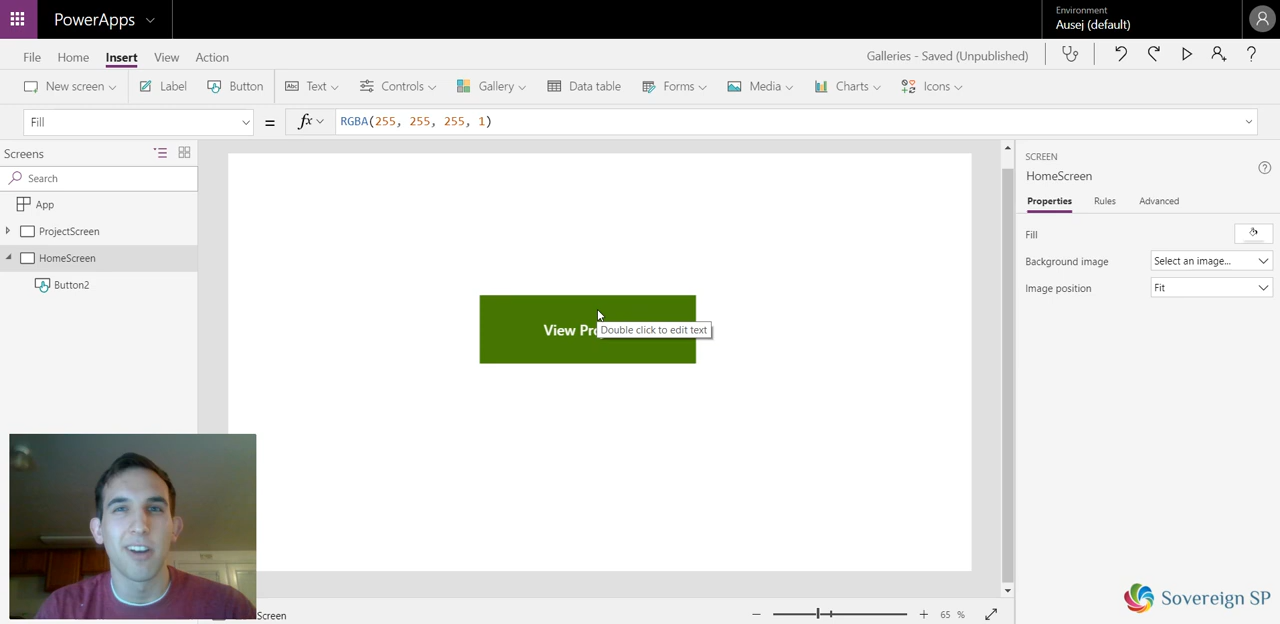 PowerApps
Environment
Ausej (default)
File Home Insert View Action
Galleries - Saved (Unpublished)
New screen Label Button Text Controls Gallery Data table Forms Media Charts Icons
Fill = fx RGBA(255, 255, 255, 1)
Screens
Search
App
ProjectScreen
HomeScreen
Button2
View Pro
Double click to edit text
SCREEN
HomeScreen
Properties Rules Advanced
Fill
Background image Select an image...
Image position Fit
Sovereign SP
Screen
65 %